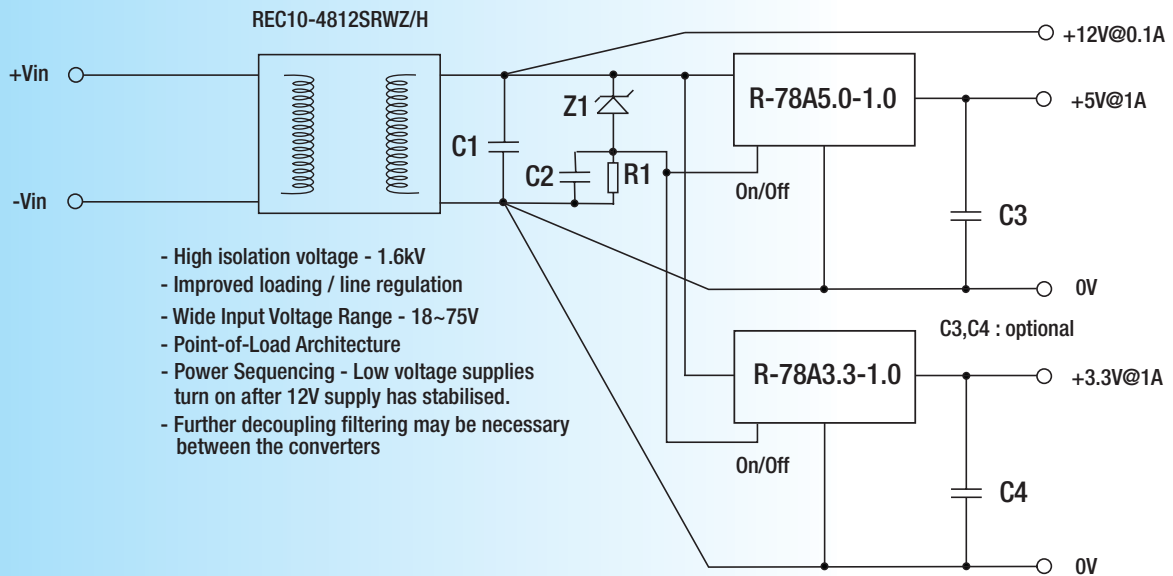 REC10-4812SRWZ/H
+12V@0.1A
+Vin
R-78A5.0-1.0
Z1
+5V@1A
C1
C2
R1
On/Off
-Vin
C3
- High isolation voltage - 1.6kV
- Improved loading / line regulation
- Wide Input Voltage Range - 18~75V
- Point-of-Load Architecture
- Power Sequencing - Low voltage supplies
turn on after 12V supply has stabilised.
- Further decoupling filtering may be necessary
between the converters
0V
C3,C4 : optional
R-78A3.3-1.0
+3.3V@1A
On/Off
C4
0V